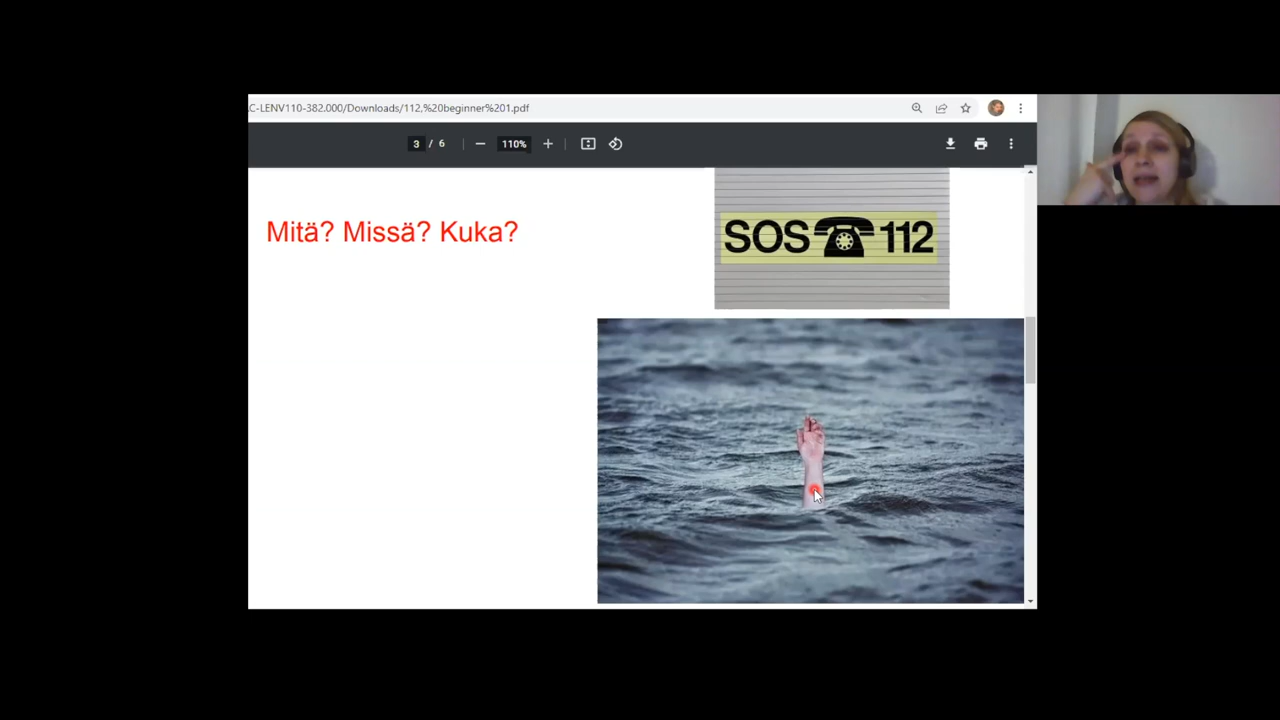 .C-LENV110-382.000/Downloads/112,%20beginner%201.pdf
3 / 6 110%
Mitä? Missä? Kuka?
SOS 112